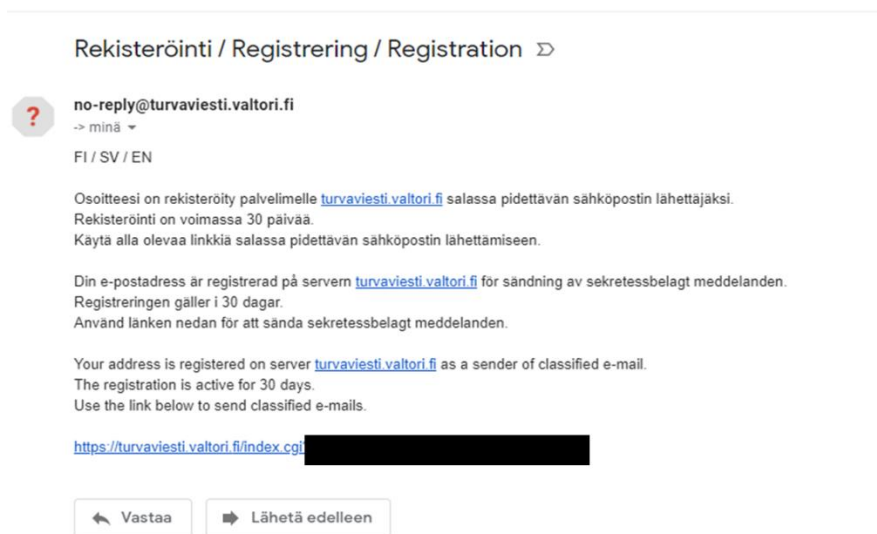 Rekisteröinti / Registrering / Registration
?
no-reply@turvaviesti.valtori.fi
-> minä
FI / SV / EN
Osoitteesi on rekisteröity palvelimelle turvaviesti.valtori.fi salassa pidettävän sähköpostin lähettäjäksi.
Rekisteröinti on voimassa 30 päivää.
Käytä alla olevaa linkkiä salassa pidettävän sähköpostin lähettämiseen.
Din e-postadress är registrerad på servern turvaviesti.valtori.fi för sändning av sekretessbelagt meddelanden.
Registreringen gäller i 30 dagar.
Använd länken nedan för att sända sekretessbelagt meddelanden.
Your address is registered on server turvaviesti.valtori.fi as a sender of classified e-mail.
The registration is active for 30 days.
Use the link below to send classified e-mails.
https://turvaviesti.valtori.fi/index.cgi
Vastaa
Lähetä edelleen